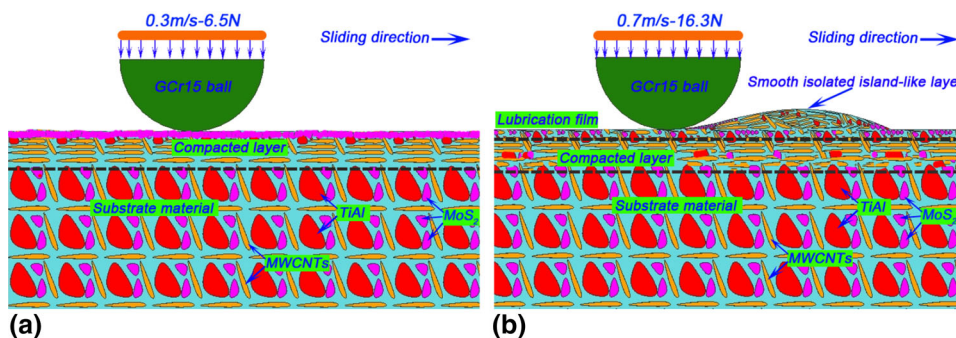 0.3m/s-6.5N
Sliding direction
GCr15 ball
Compacted layer
Substrate material
TiAl
MoS2
MWCNTs
(a)
0.7m/s-16.3N
Sliding direction
GCr15 ball
Smooth isolated island-like layer
Lubrication film
Compacted layer
Substrate material
TiAl
MoS2
MWCNTs
(b)